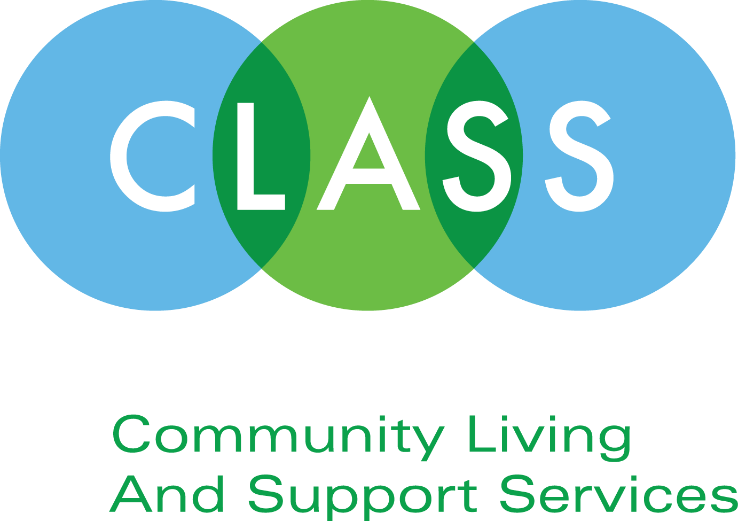 CLASS
Community Living
And Support Services